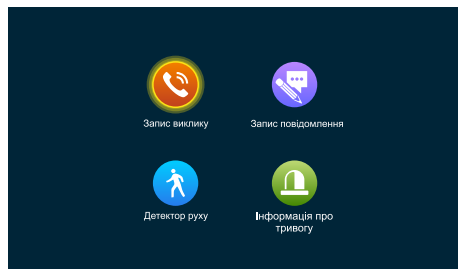 Запис виклику
Запис повідомлення
Детектор руху
Інформація про
тривогу